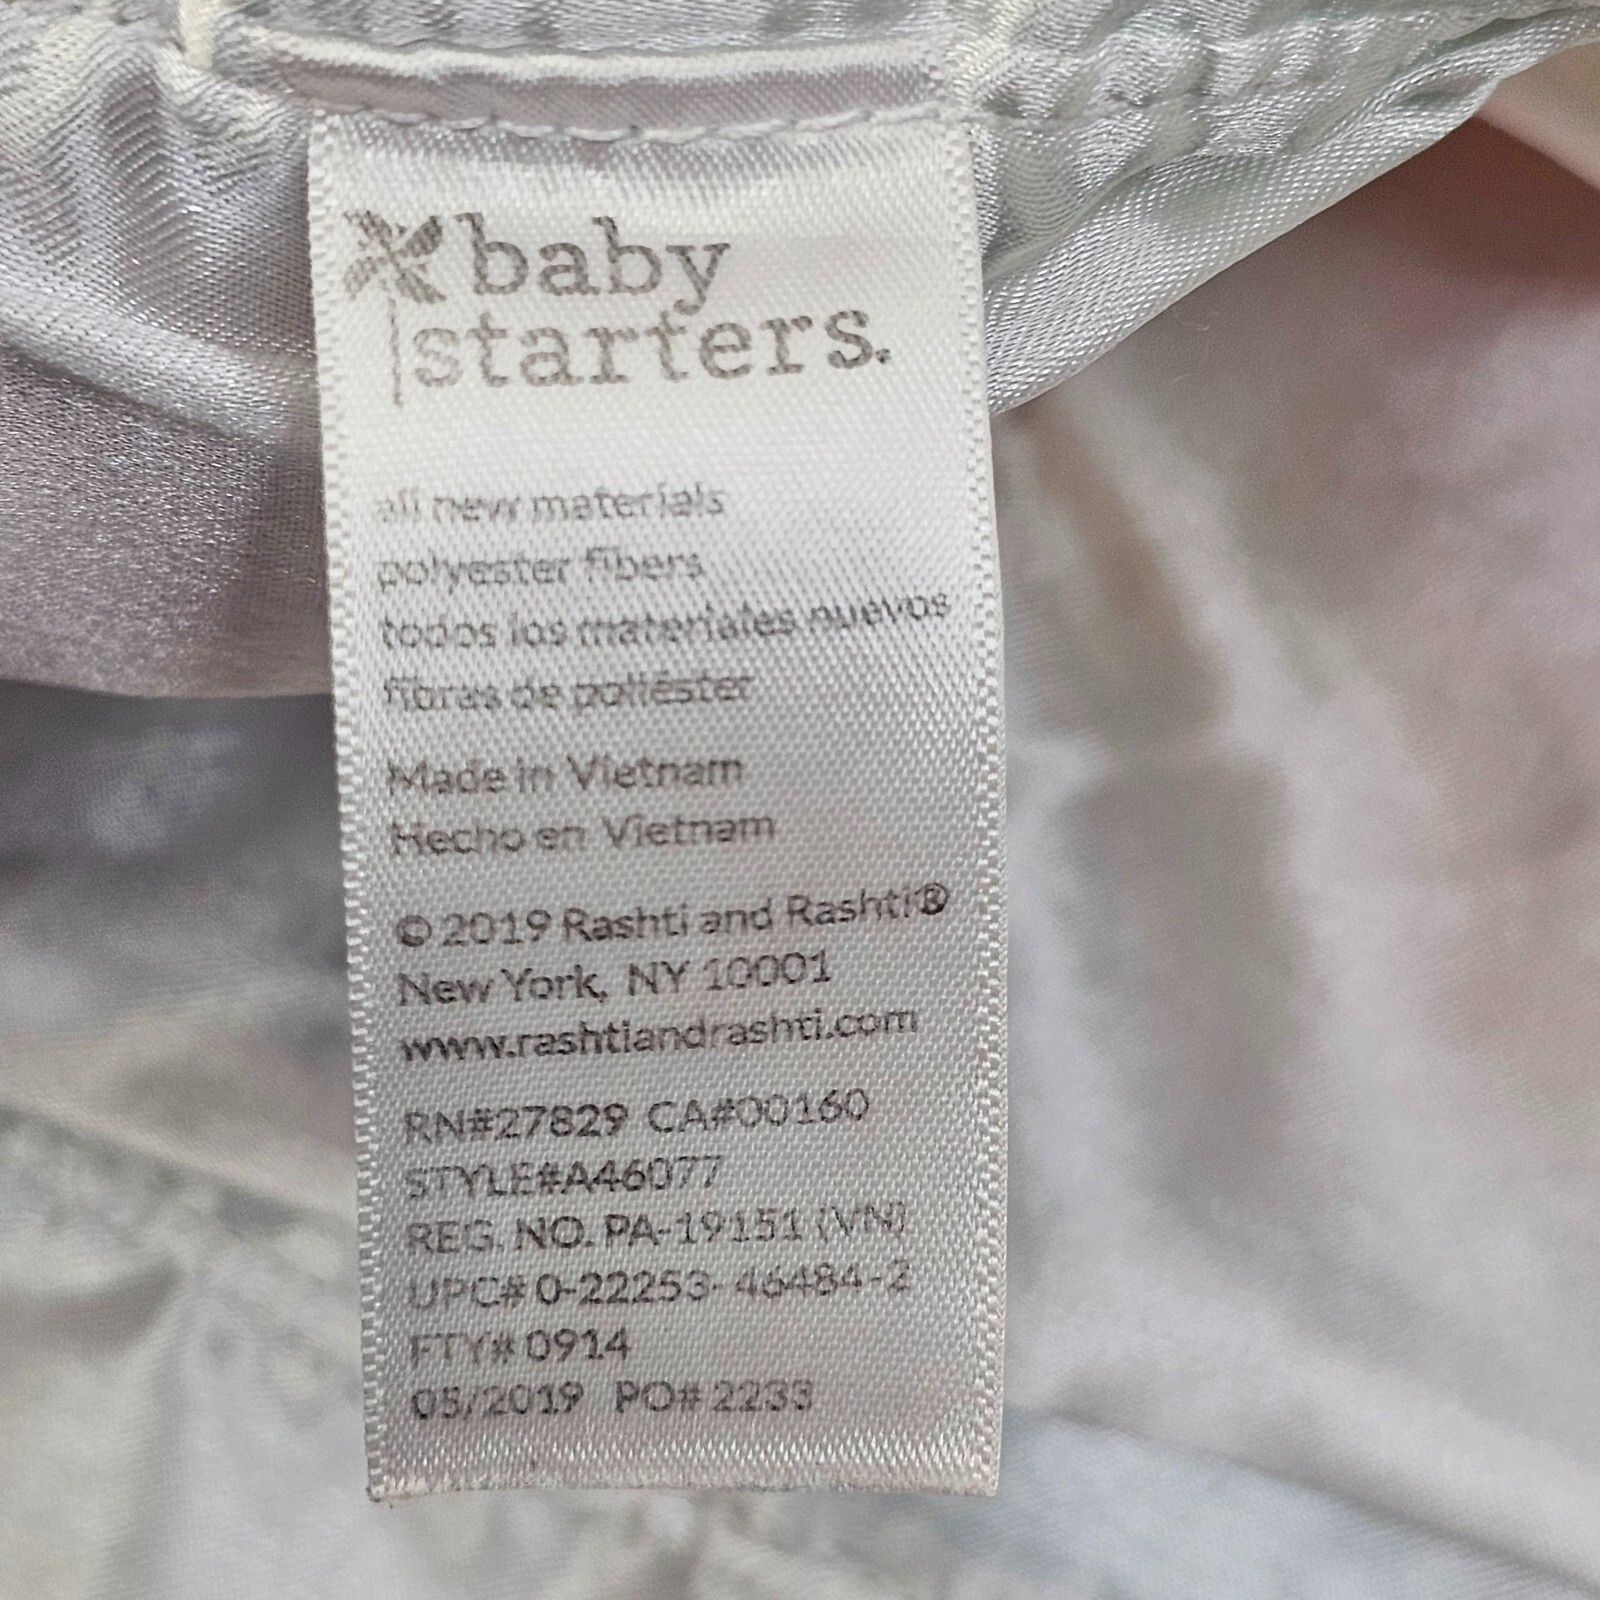 baby
starters.
all new materials
polyester fibers
todos los materiales nuevos
fibras de poliéster
Made in Vietnam
Hecho en Vietnam
© 2019 Rashti and Rashti®
New York, NY 10001
www.rashtiandrashti.com
RN#27829 CA#00160
STYLE#A46077
REG. NO. PA-19151 (VN)
UPC# 0-22253-46484-2
FTY# 0914
05/2019 PO# 2233